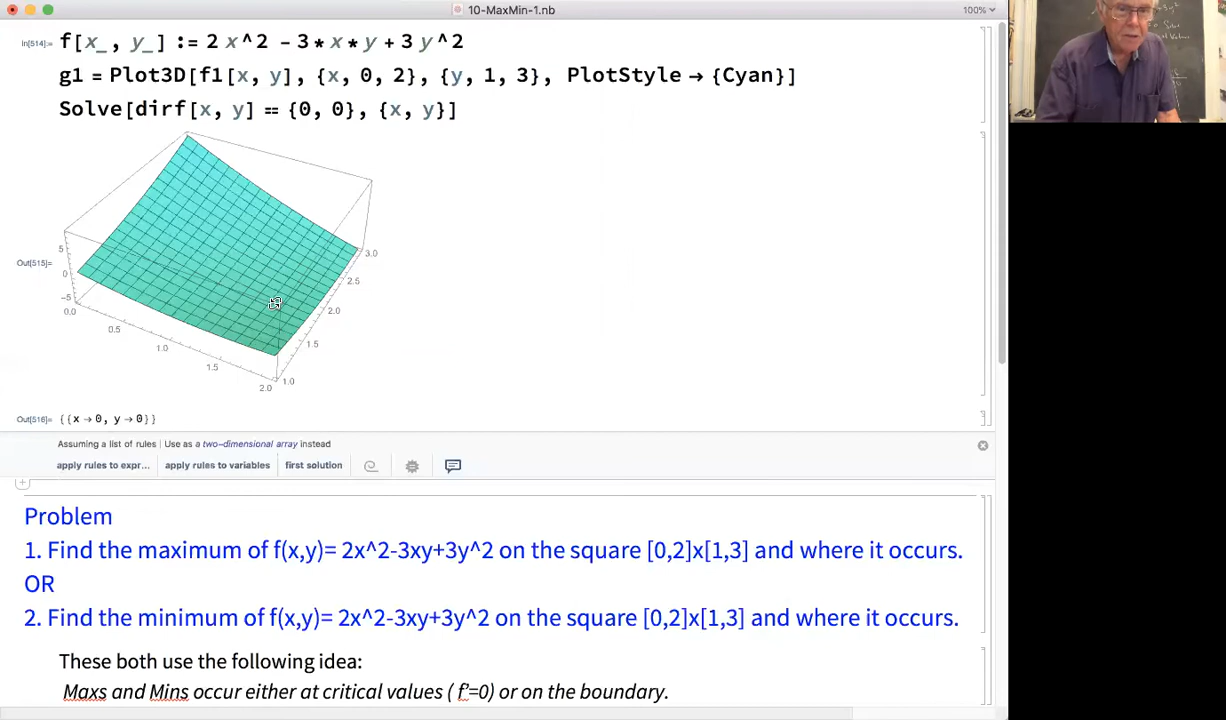 10-MaxMin-1.nb
100%
In[514]:= f[x_, y_] := 2 x^2 - 3*x*y + 3 y^2
g1 = Plot3D[f1[x, y], {x, 0, 2}, {y, 1, 3}, PlotStyle → {Cyan}]
Solve[dirf[x, y] == {0, 0}, {x, y}]
Out[515]=
5
0
-5
0.0
0.5
1.0
1.5
2.0
1.0
1.5
2.0
2.5
3.0
Out[516]= {{x → 0, y → 0}}
Assuming a list of rules | Use as a two-dimensional array instead
apply rules to expr... apply rules to variables first solution
Problem
1. Find the maximum of f(x,y)= 2x^2-3xy+3y^2 on the square [0,2]x[1,3] and where it occurs.
OR
2. Find the minimum of f(x,y)= 2x^2-3xy+3y^2 on the square [0,2]x[1,3] and where it occurs.
These both use the following idea:
Maxs and Mins occur either at critical values ( f'=0) or on the boundary.